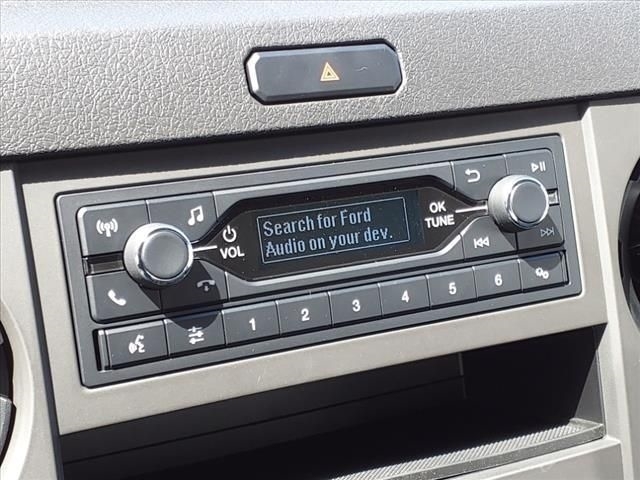 Search for Ford
Audio on your dev.
VOL
OK
TUNE
1 2 3 4 5 6